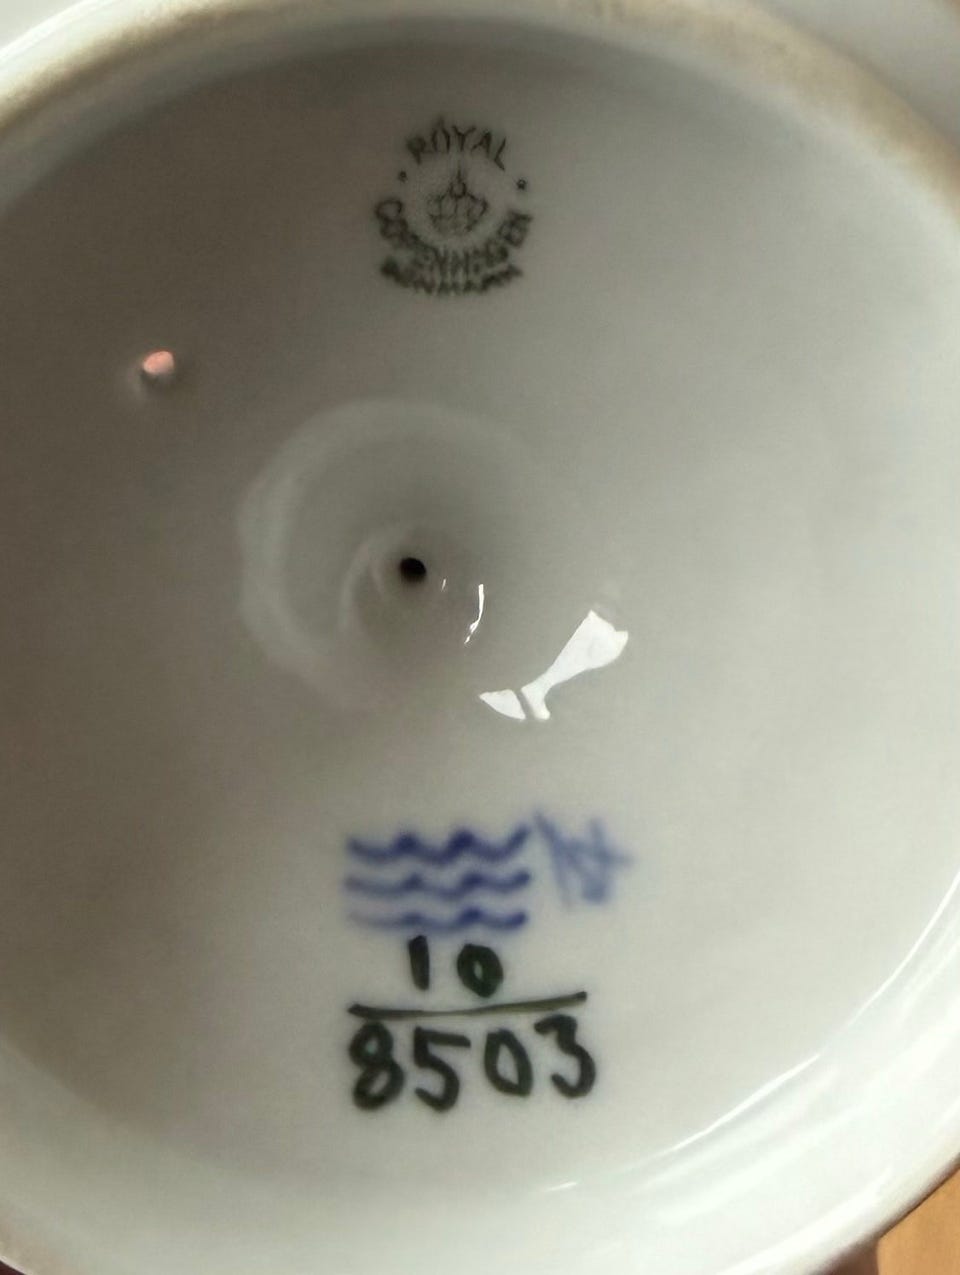 ROYAL
COPENHAGEN
DENMARK
10
8503